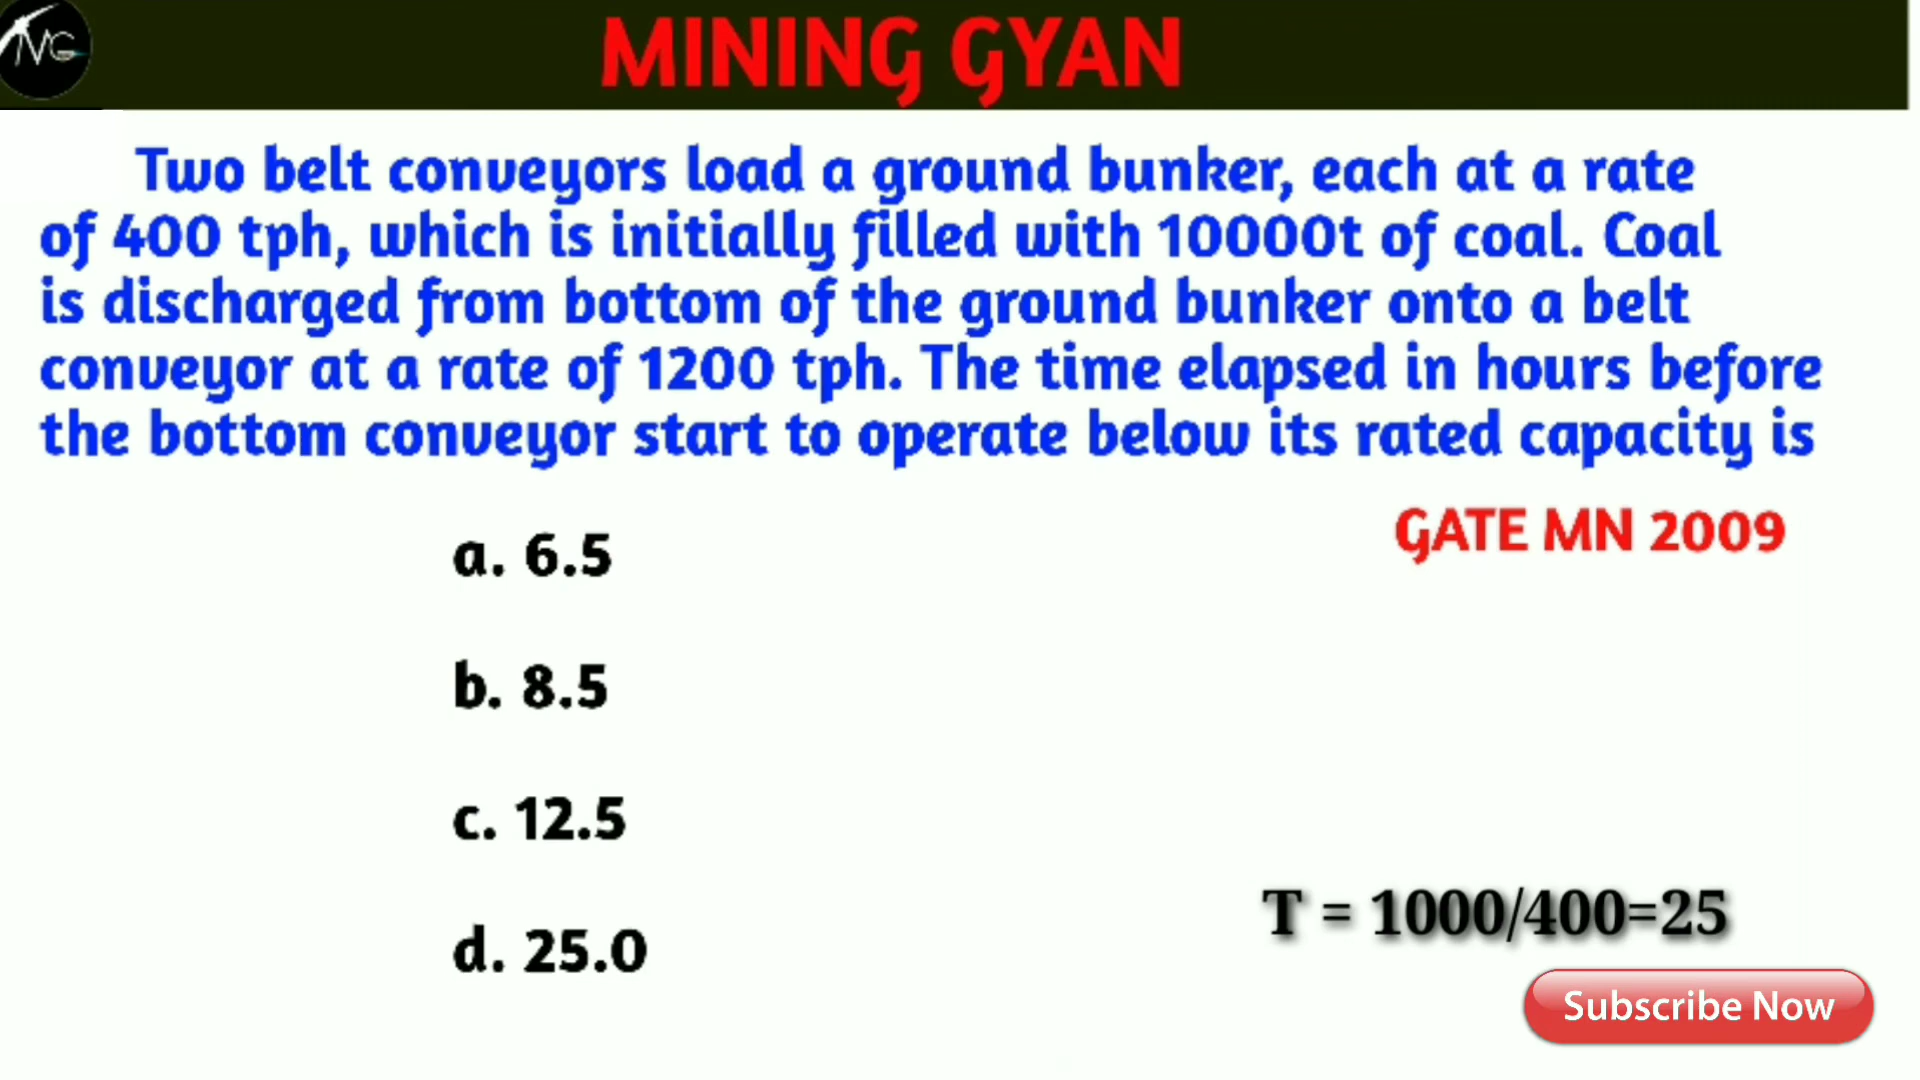 MG
MINING GYAN
Two belt conveyors load a ground bunker, each at a rate
of 400 tph, which is initially filled with 10000t of coal. Coal
is discharged from bottom of the ground bunker onto a belt
conveyor at a rate of 1200 tph. The time elapsed in hours before
the bottom conveyor start to operate below its rated capacity is
GATE MN 2009
a. 6.5
b. 8.5
c. 12.5
d. 25.0
T = 1000/400=25
Subscribe Now